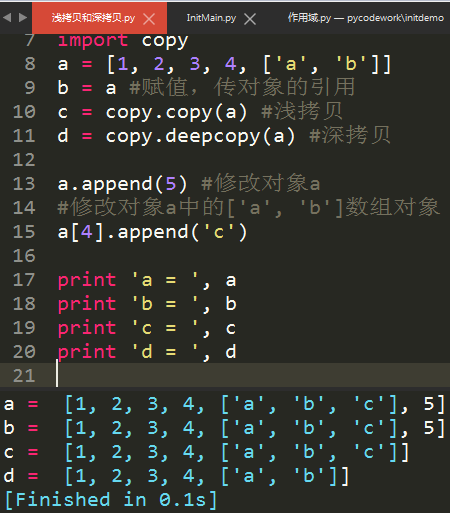 浅拷贝和深拷贝.py InitMain.py 作用域.py — pycodework\initdemo
7 import copy
8 a = [1, 2, 3, 4, ['a', 'b']]
9 b = a #赋值，传对象的引用
10 c = copy.copy(a) #浅拷贝
11 d = copy.deepcopy(a) #深拷贝
12
13 a.append(5) #修改对象a
14 #修改对象a中的['a', 'b']数组对象
15 a[4].append('c')
16
17 print 'a = ', a
18 print 'b = ', b
19 print 'c = ', c
20 print 'd = ', d
21
a =  [1, 2, 3, 4, ['a', 'b', 'c'], 5]
b =  [1, 2, 3, 4, ['a', 'b', 'c'], 5]
c =  [1, 2, 3, 4, ['a', 'b', 'c']]
d =  [1, 2, 3, 4, ['a', 'b']]
[Finished in 0.1s]